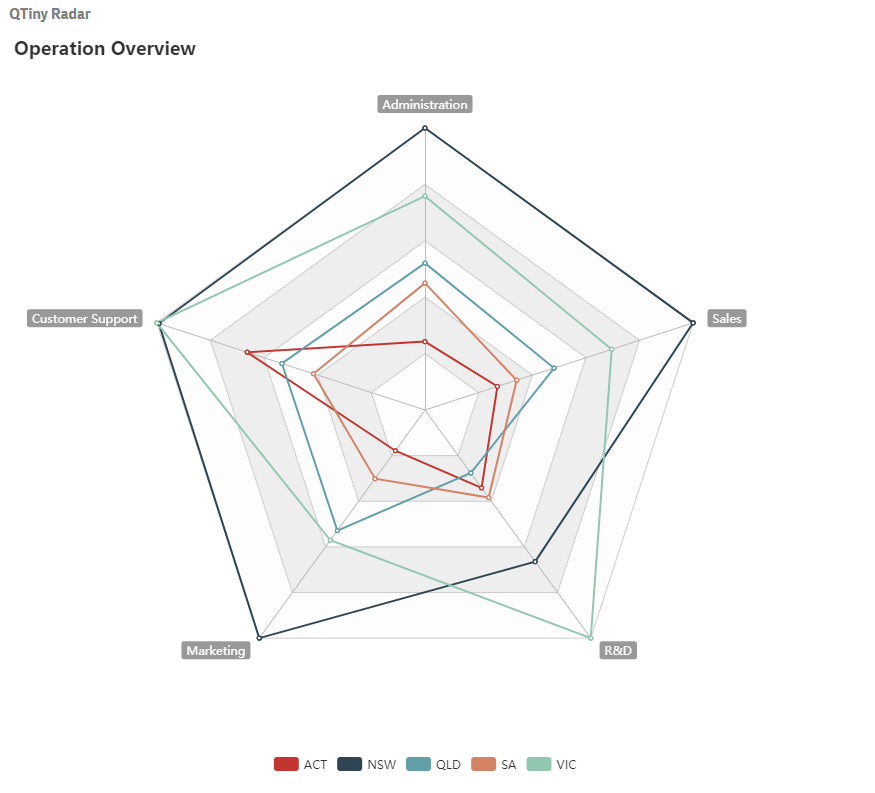 QTiny Radar
Operation Overview
Administration
Customer Support
Sales
Marketing
R&D
ACT NSW QLD SA VIC